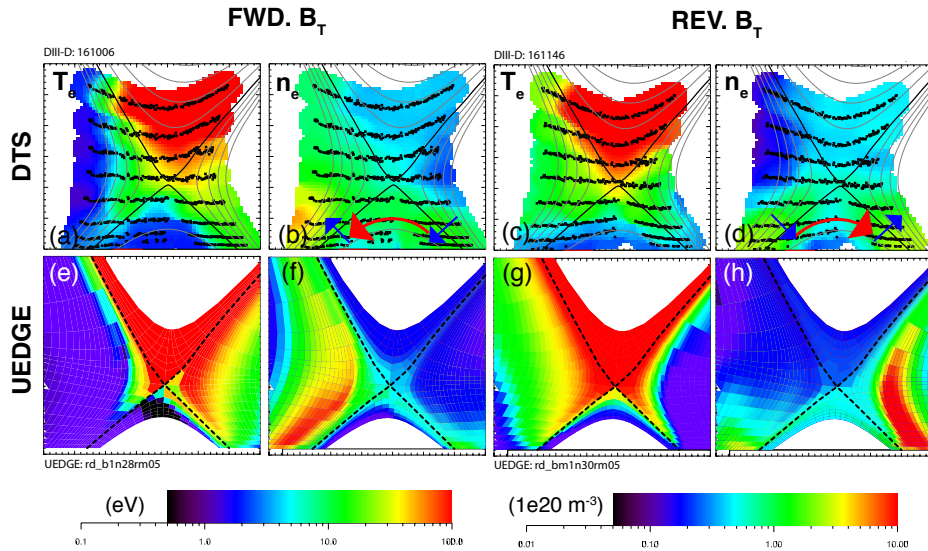 FWD. B_T
REV. B_T
DIII-D: 161006
DIII-D: 161146
DTS
T_e
n_e
T_e
n_e
(a)
(b)
(c)
(d)
UEDGE
(e)
(f)
(g)
(h)
UEDGE: rd_b1n28rm05
UEDGE: rd_bm1n30rm05
(eV)
(1e20 m⁻³)
0.1 1.0 10.0 100.0
0.01 0.10 1.00 10.00